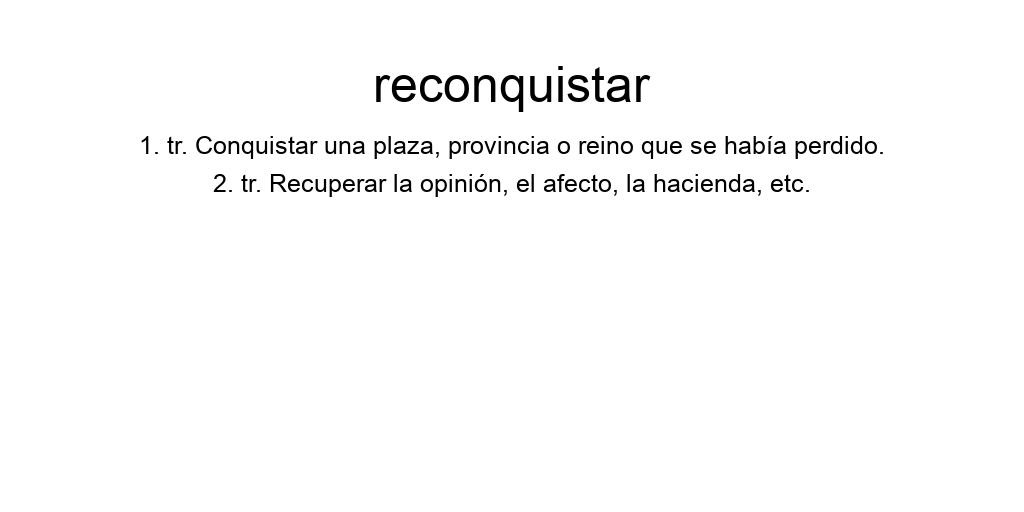 reconquistar
1. tr. Conquistar una plaza, provincia o reino que se había perdido.
2. tr. Recuperar la opinión, el afecto, la hacienda, etc.